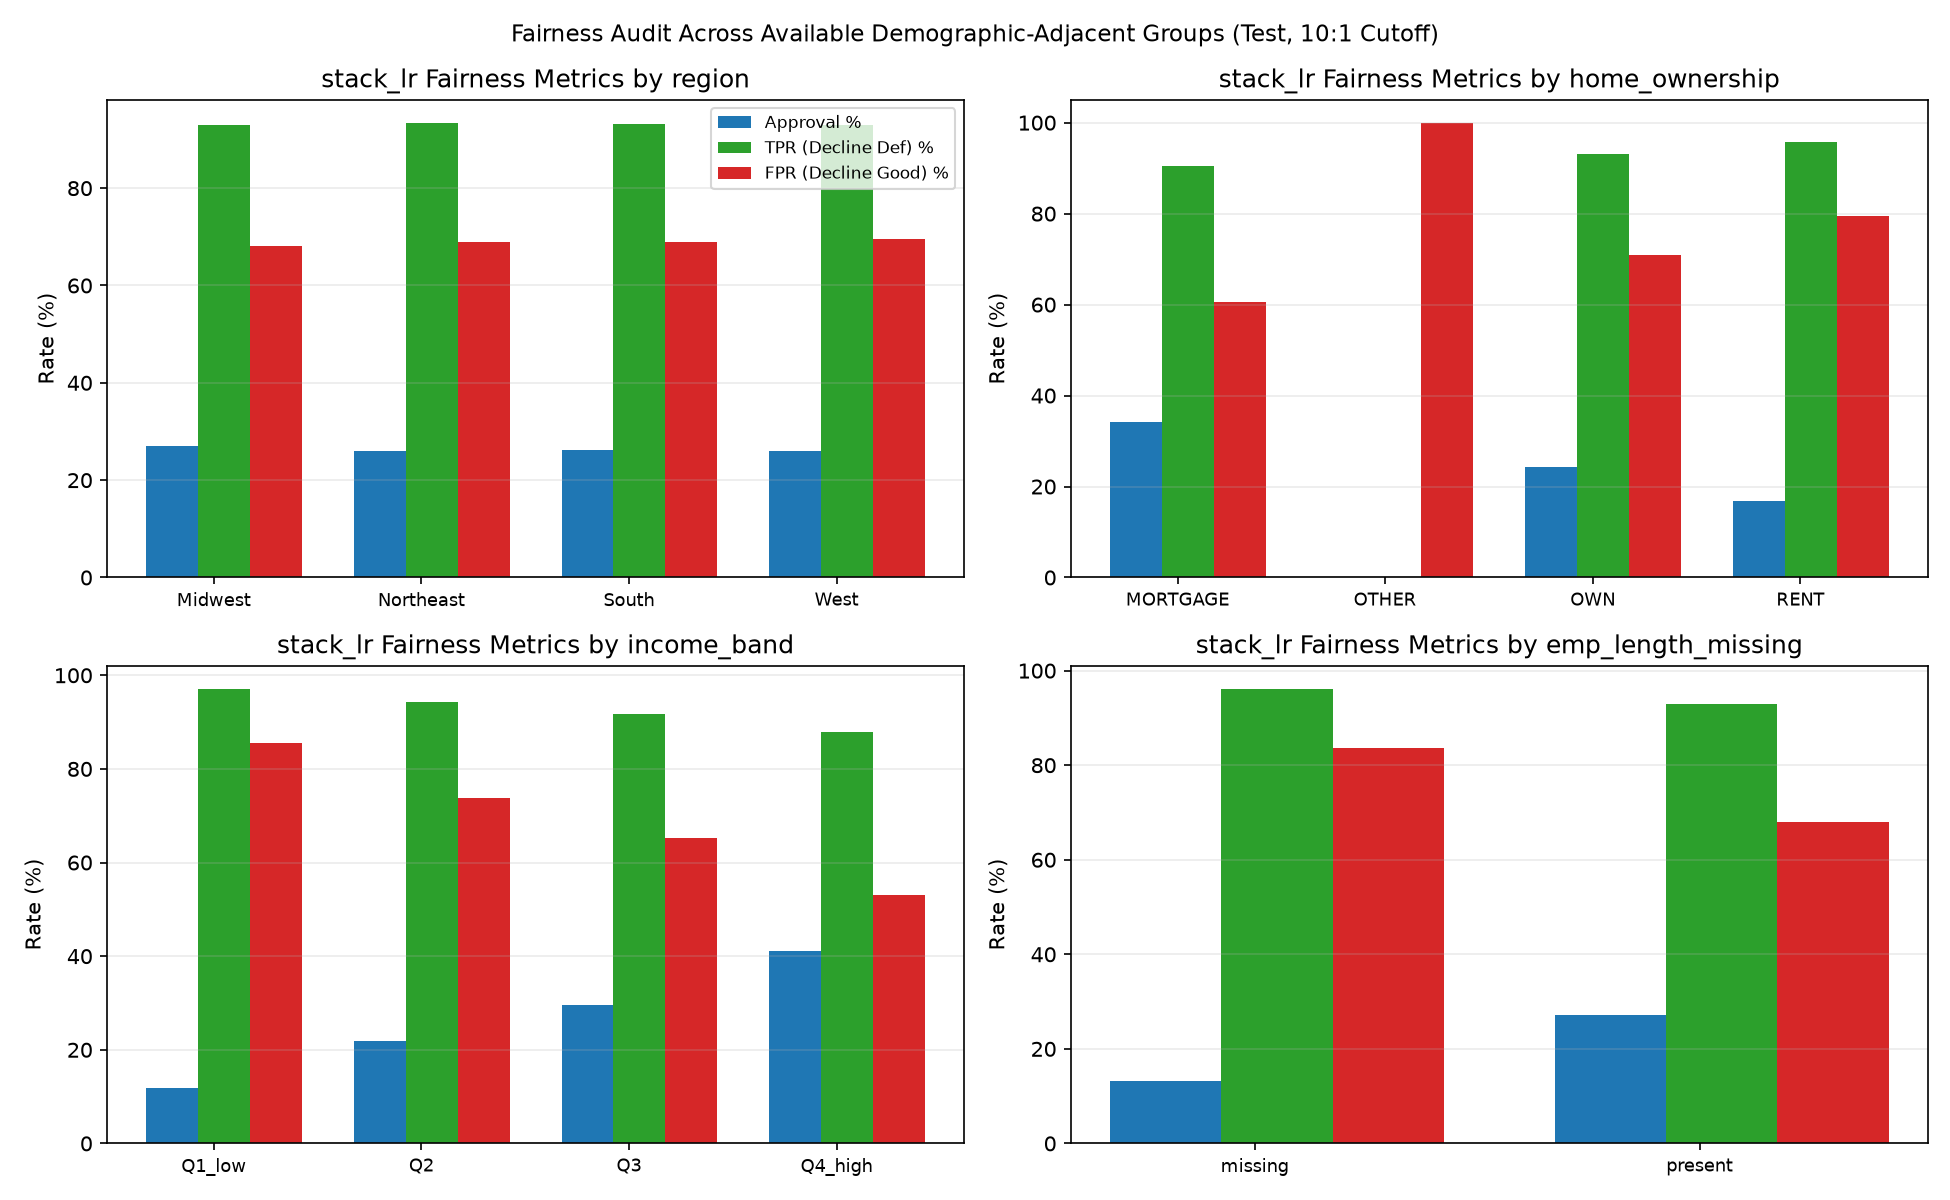 Fairness Audit Across Available Demographic-Adjacent Groups (Test, 10:1 Cutoff)
stack_lr Fairness Metrics by region
Approval %
TPR (Decline Def) %
FPR (Decline Good) %
Rate (%)
80
60
40
20
0
Midwest Northeast South West
stack_lr Fairness Metrics by home_ownership
Rate (%)
100
80
60
40
20
0
MORTGAGE OTHER OWN RENT
stack_lr Fairness Metrics by income_band
Rate (%)
100
80
60
40
20
0
Q1_low Q2 Q3 Q4_high
stack_lr Fairness Metrics by emp_length_missing
Rate (%)
100
80
60
40
20
0
missing present